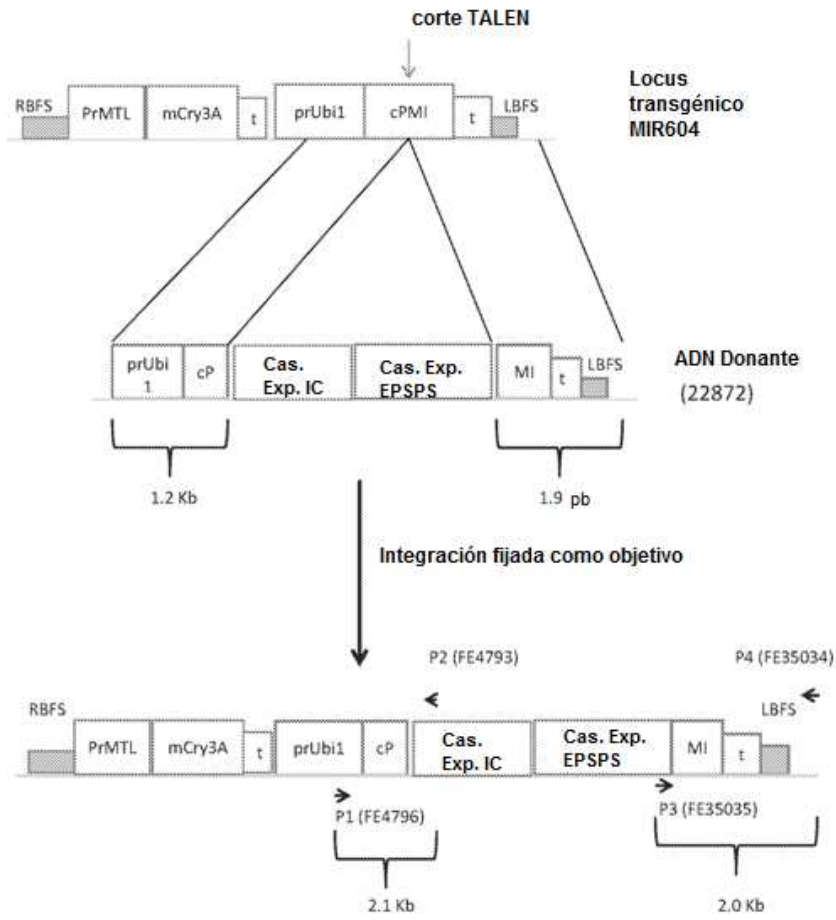 corte TALEN
RBFS
PrMTL
mCry3A
t
prUbi1
cPMI
t
LBFS
Locus
transgénico
MIR604
prUbi
1
cP
Cas.
Exp. IC
Cas. Exp.
EPSPS
MI
t
LBFS
ADN Donante
(22872)
1.2 Kb
1.9 pb
Integración fijada como objetivo
P2 (FE4793)
P4 (FE35034)
RBFS
LBFS
PrMTL
mCry3A
t
prUbi1
cP
Cas.
Exp. IC
Cas. Exp.
EPSPS
MI
t
P1 (FE4796)
P3 (FE35035)
2.1 Kb
2.0 Kb